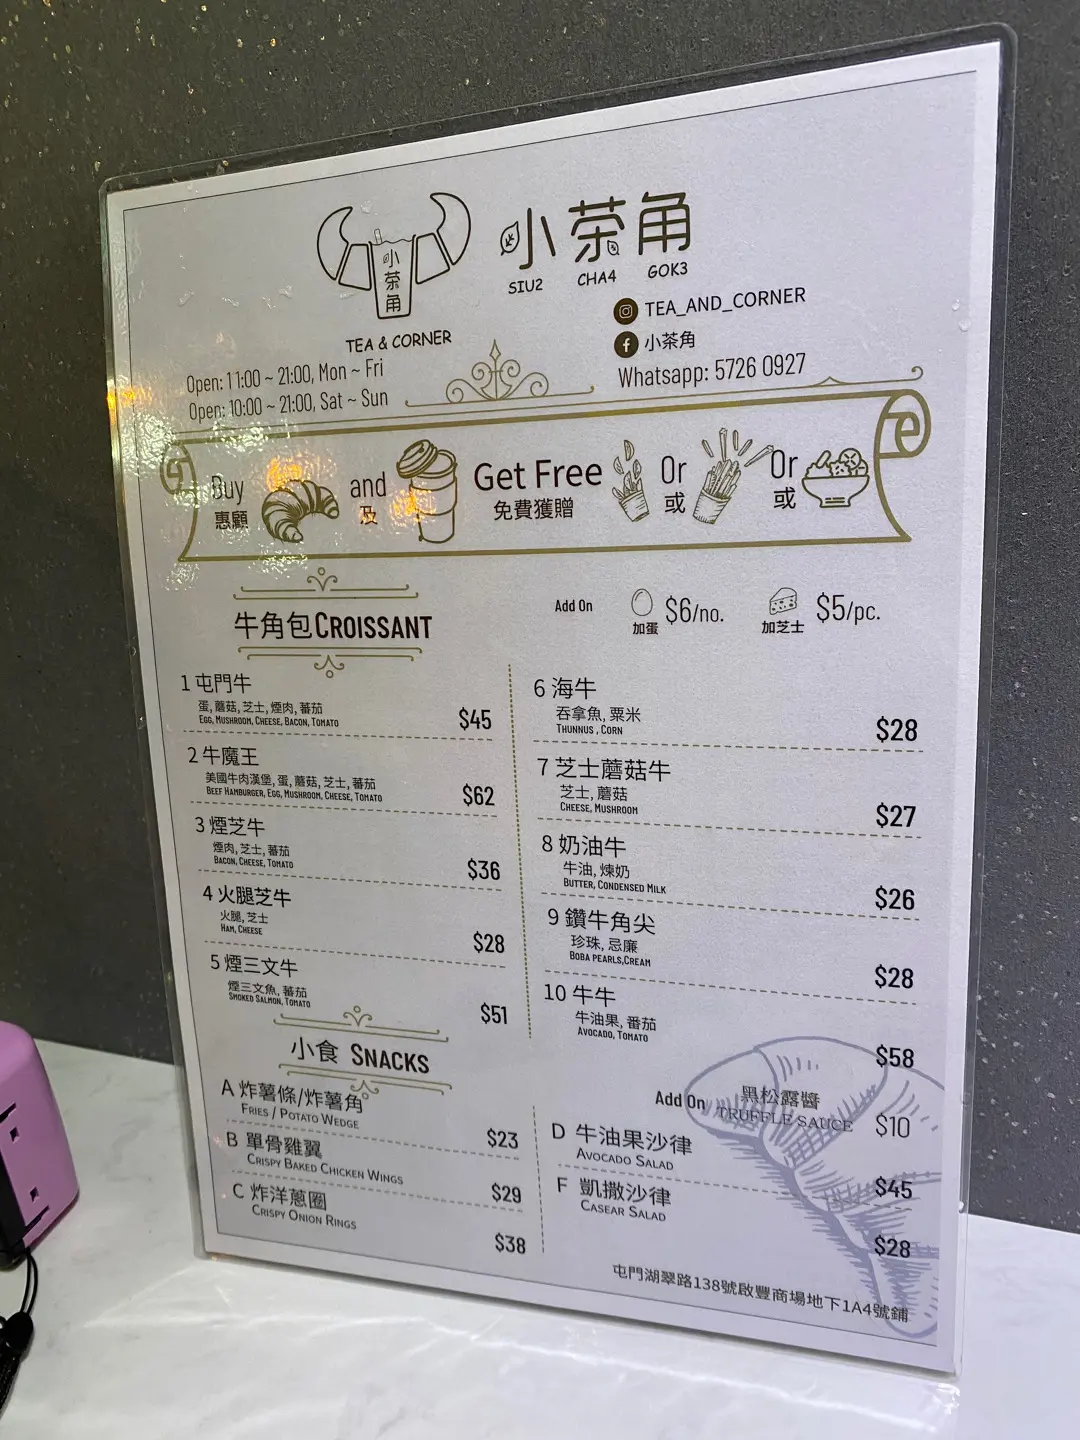 小茶角
小茶角
SIU2 CHA4 GOK3
TEA & CORNER
TEA_AND_CORNER
小茶角
Whatsapp: 5726 0927
Open: 11:00 ~ 21:00, Mon ~ Fri
Open: 10:00 ~ 21:00, Sat ~ Sun
Buy and Get Free Or Or
惠顧 及 免費獲贈 或 或
牛角包 CROISSANT
Add On $6/no. $5/pc.
加蛋 加芝士
1 屯門牛
蛋, 蘑菇, 芝士, 煙肉, 蕃茄
EGG, MUSHROOM, CHEESE, BACON, TOMATO
$45
2 牛魔王
美國牛肉漢堡, 蛋, 蘑菇, 芝士, 蕃茄
BEEF HAMBURGER, EGG, MUSHROOM, CHEESE, TOMATO
$62
3 煙芝牛
煙肉, 芝士, 蕃茄
BACON, CHEESE, TOMATO
$36
4 火腿芝牛
火腿, 芝士
HAM, CHEESE
$28
5 煙三文牛
煙三文魚, 蕃茄
SMOKED SALMON, TOMATO
$51
6 海牛
吞拿魚, 粟米
THUNNUS , CORN
$28
7 芝士蘑菇牛
芝士, 蘑菇
CHEESE, MUSHROOM
$27
8 奶油牛
牛油, 煉奶
BUTTER, CONDENSED MILK
$26
9 鑽牛角尖
珍珠, 忌廉
BOBA PEARLS,CREAM
$28
10 牛牛
牛油果, 番茄
AVOCADO, TOMATO
$58
小食 SNACKS
A 炸薯條/炸薯角
FRIES / POTATO WEDGE
$23
B 單骨雞翼
CRISPY BAKED CHICKEN WINGS
$29
C 炸洋蔥圈
CRISPY ONION RINGS
$38
Add On 黑松露醬
TRUFFLE SAUCE $10
D 牛油果沙律
AVOCADO SALAD
$45
F 凱撒沙律
CASEAR SALAD
$28
屯門湖翠路138號啟豐商場地下1A4號鋪